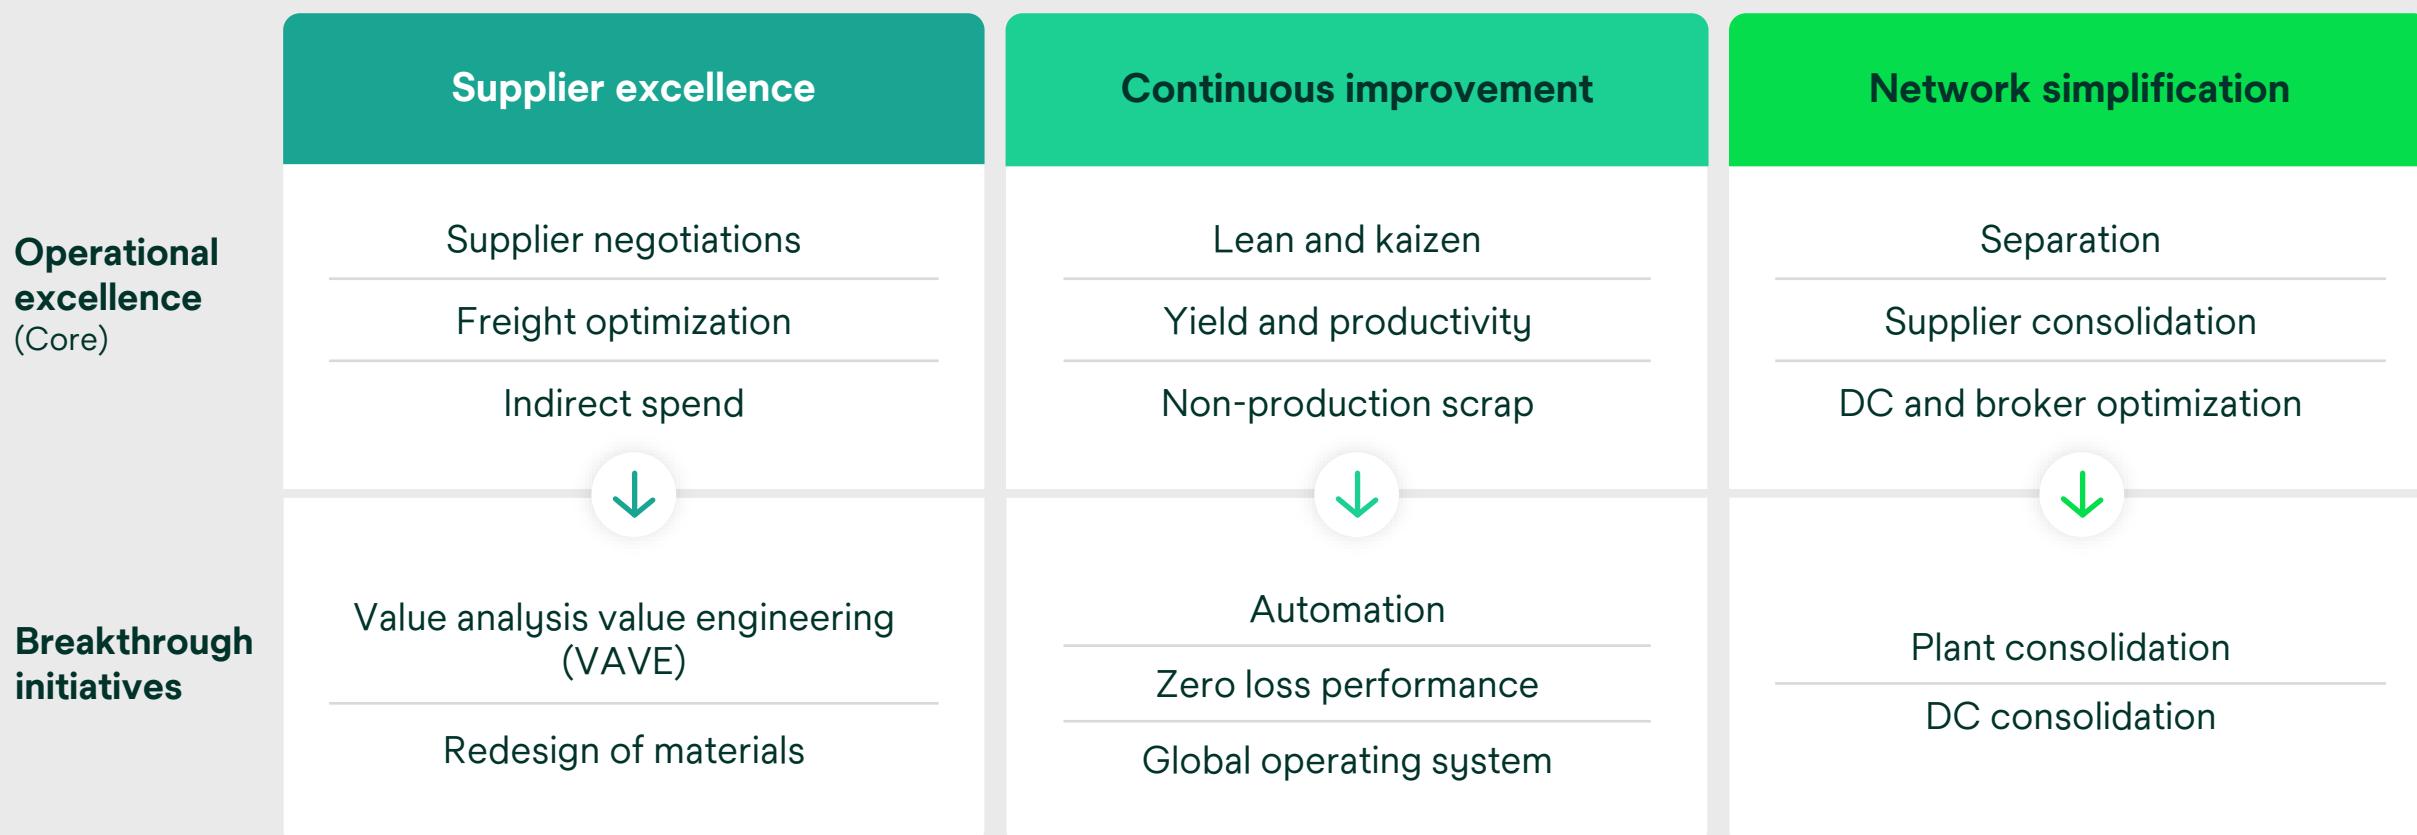 Supplier excellence
Continuous improvement
Network simplification
Operational
excellence
(Core)
Supplier negotiations
Freight optimization
Indirect spend
Lean and kaizen
Yield and productivity
Non-production scrap
Separation
Supplier consolidation
DC and broker optimization
Breakthrough
initiatives
Value analysis value engineering
(VAVE)
Redesign of materials
Automation
Zero loss performance
Global operating system
Plant consolidation
DC consolidation